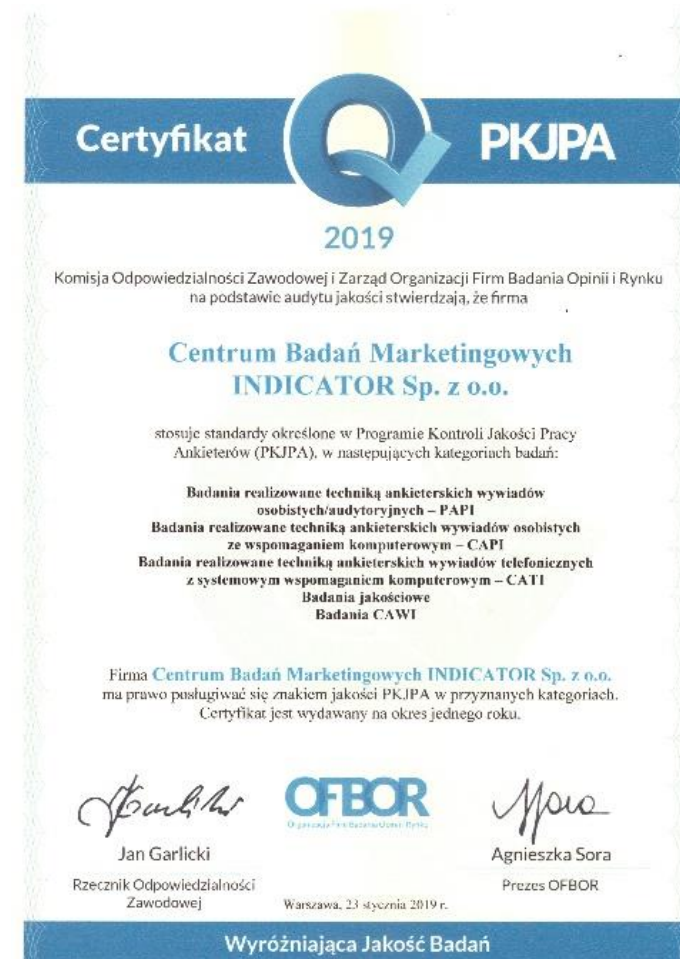 Certyfikat
PKJPA
2019
Komisja Odpowiedzialności Zawodowej i Zarząd Organizacji Firm Badania Opinii i Rynku
na podstawie audytu jakości stwierdzają, że firma
Centrum Badań Marketingowych
INDICATOR Sp. z o.o.
stosuje standardy określone w Programie Kontroli Jakości Pracy
Ankieterów (PKJPA), w następujących kategoriach badań:
Badania realizowane techniką ankieterskich wywiadów
osobistych/audytoryjnych – PAPI
Badania realizowane techniką ankieterskich wywiadów osobistych
ze wspomaganiem komputerowym – CAPI
Badania realizowane techniką ankieterskich wywiadów telefonicznych
z systemowym wspomaganiem komputerowym – CATI
Badania jakościowe
Badania CAWI
Firma Centrum Badań Marketingowych INDICATOR Sp. z o.o.
ma prawo posługiwać się znakiem jakości PKJPA w przyznanych kategoriach.
Certyfikat jest wydawany na okres jednego roku.
OFBOR
Organizacja Firm Badania Opinii i Rynku
Jan Garlicki
Agnieszka Sora
Rzecznik Odpowiedzialności
Zawodowej
Prezes OFBOR
Warszawa, 23 stycznia 2019 r.
Wyróżniająca Jakość Badań